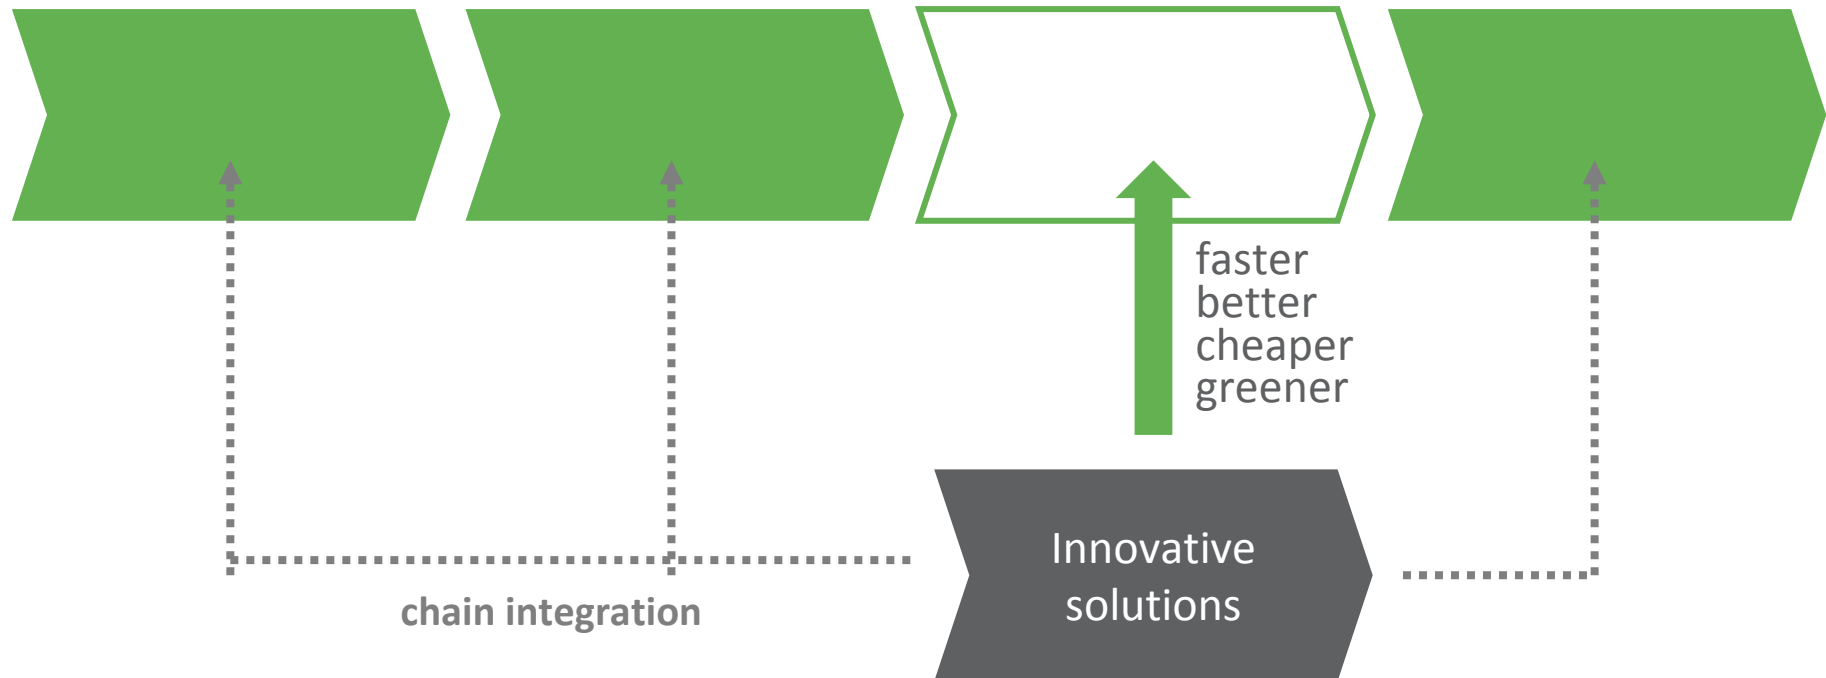 faster
better
cheaper
greener
Innovative
solutions
chain integration